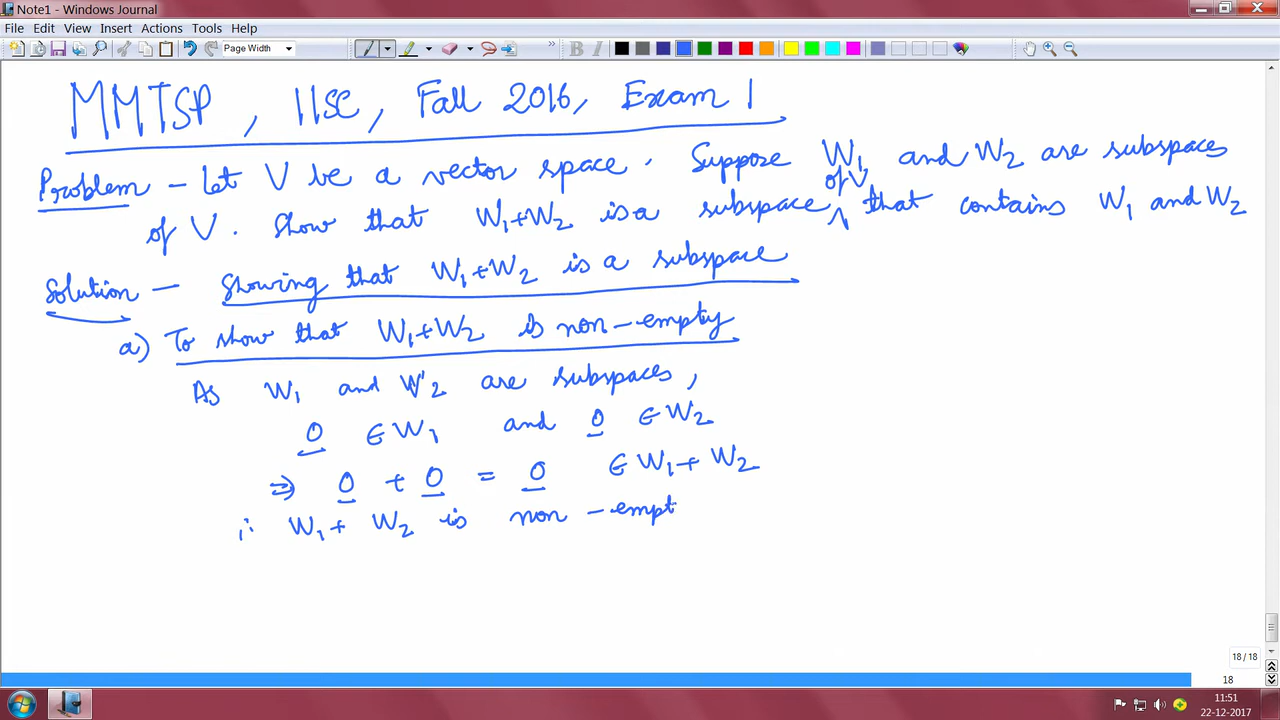 Note1 - Windows Journal
File Edit View Insert Actions Tools Help
Page Width
MMTSP, IISC, Fall 2016, Exam 1
Problem - Let V be a vector space. Suppose W1 and W2 are subspaces
of V. Show that W1+W2 is a subspace of V that contains W1 and W2
Solution - Showing that W1+W2 is a subspace
a) To show that W1+W2 is non-empty
As W1 and W2 are subspaces,
0 ∈ W1 and 0 ∈ W2
⇒ 0 + 0 = 0 ∈ W1+W2
∴ W1+W2 is non-empt
18/18
18
11:51
22-12-2017